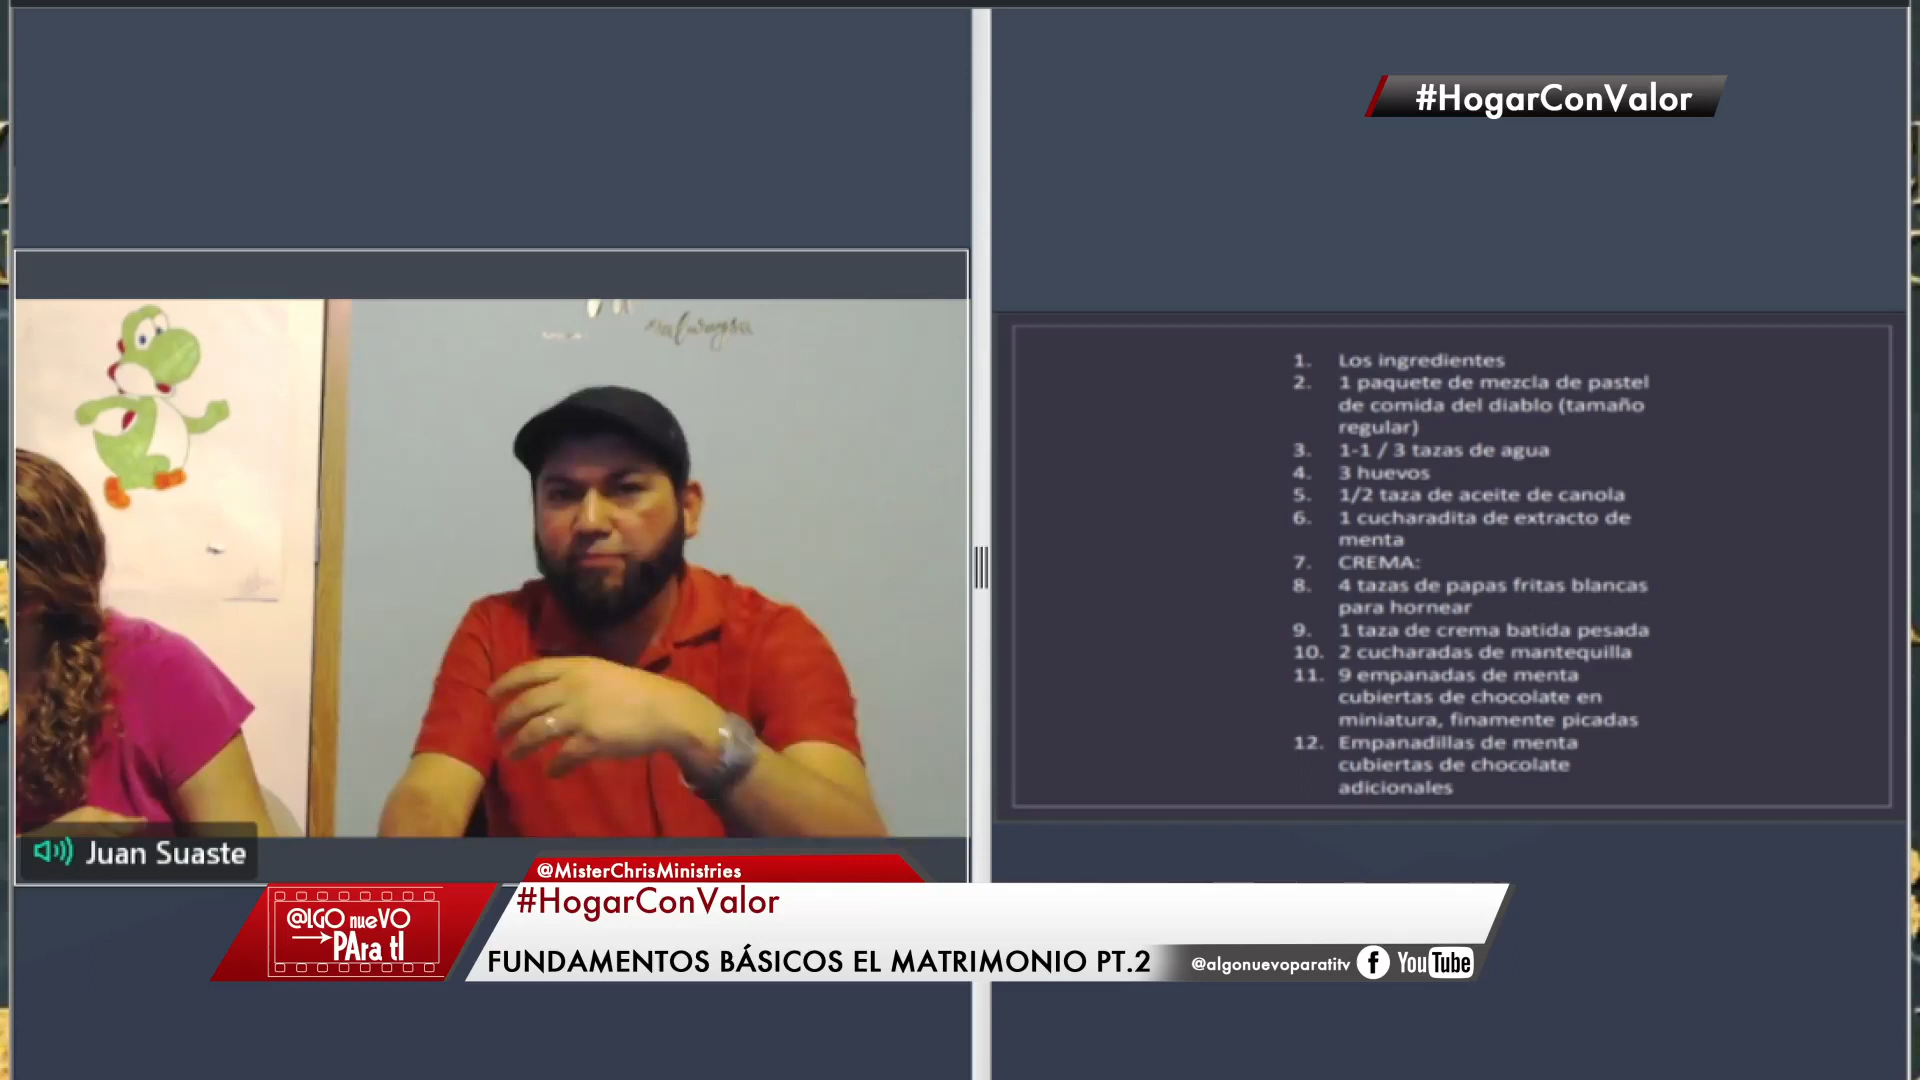 #HogarConValor
1. Los ingredientes
2. 1 paquete de mezcla de pastel
de comida del diablo (tamaño
regular)
3. 1-1 / 3 tazas de agua
4. 3 huevos
5. 1/2 taza de aceite de canola
6. 1 cucharadita de extracto de
menta
7. CREMA:
8. 4 tazas de papas fritas blancas
para hornear
9. 1 taza de crema batida pesada
10. 2 cucharadas de mantequilla
11. 9 empanadas de menta
cubiertas de chocolate en
miniatura, finamente picadas
12. Empanadillas de menta
cubiertas de chocolate
adicionales
Juan Suaste
@MisterChrisMinistries
#HogarConValor
@LGO nueVO
PAra tI
FUNDAMENTOS BÁSICOS EL MATRIMONIO PT.2
@algonuevoparatitv f YouTube